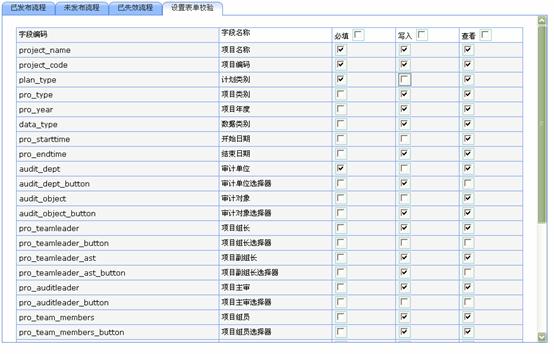 已发布流程 未发布流程 已失效流程 设置表单校验
字段编码 字段名称 必填 写入 查看
project_name 项目名称
project_code 项目编码
plan_type 计划类别
pro_type 项目类别
pro_year 项目年度
data_type 数据类别
pro_starttime 开始日期
pro_endtime 结束日期
audit_dept 审计单位
audit_dept_button 审计单位选择器
audit_object 审计对象
audit_object_button 审计对象选择器
pro_teamleader 项目组长
pro_teamleader_button 项目组长选择器
pro_teamleader_ast 项目副组长
pro_teamleader_ast_button 项目副组长选择器
pro_auditleader 项目主审
pro_auditleader_button 项目主审选择器
pro_team_members 项目组员
pro_team_members_button 项目组员选择器